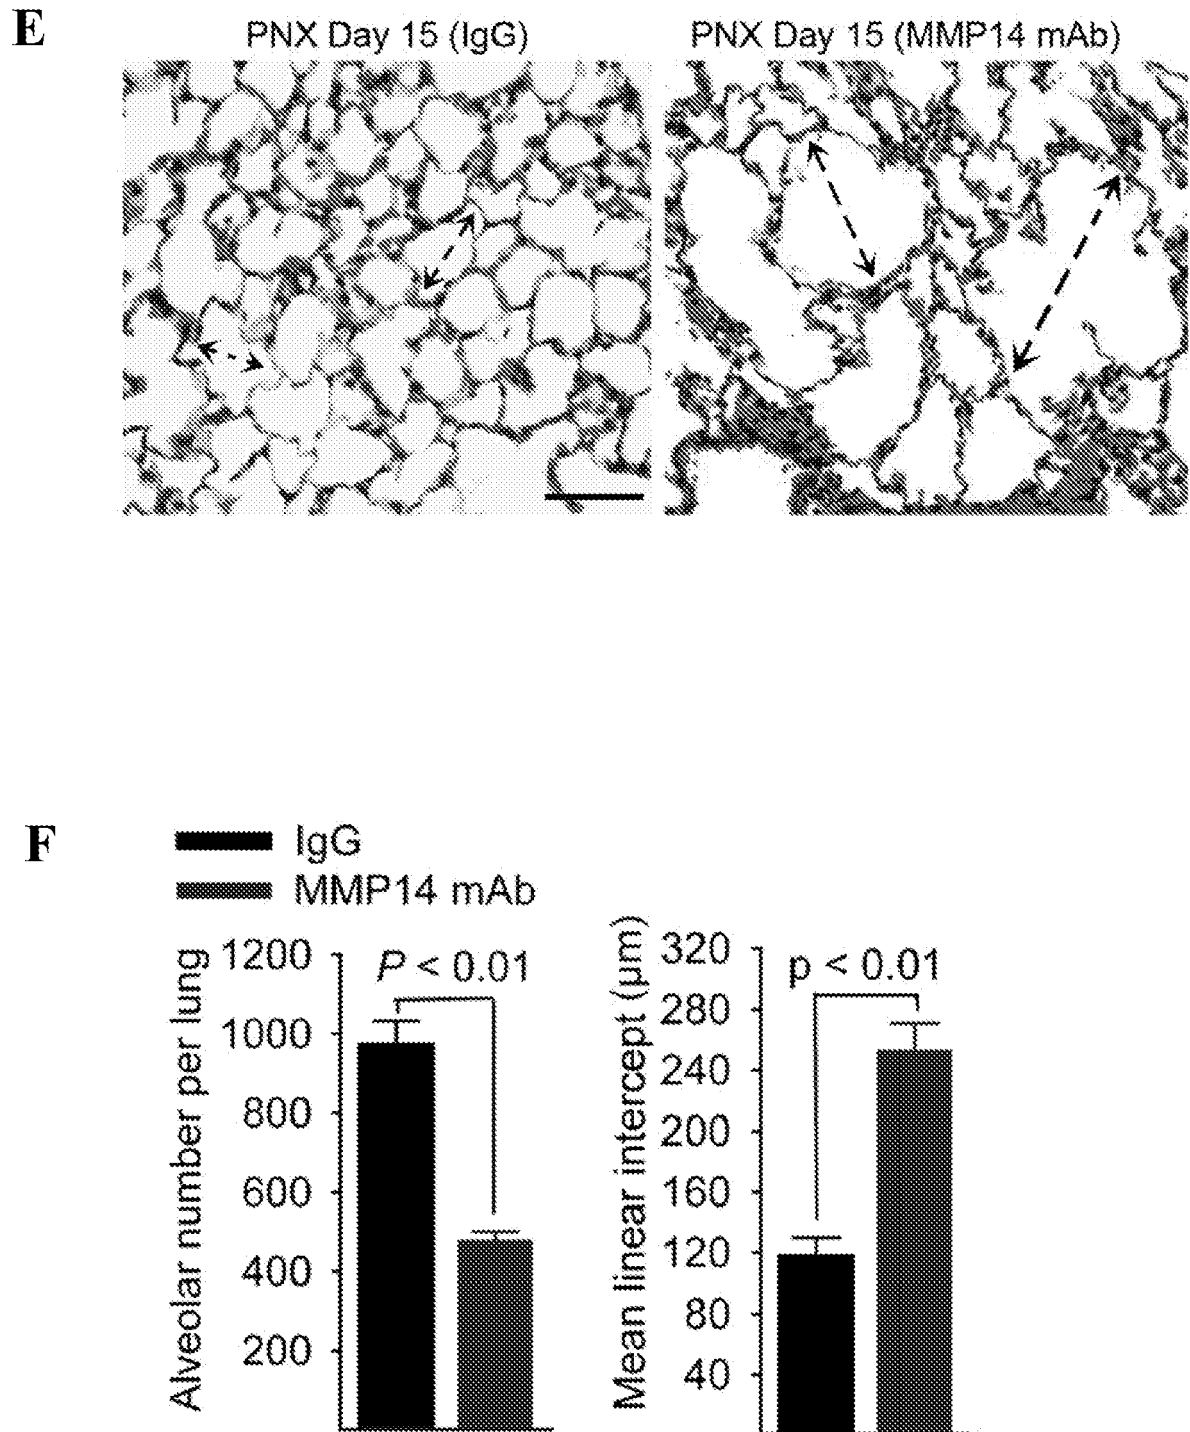 E
PNX Day 15 (IgG)
PNX Day 15 (MMP14 mAb)
F
IgG
MMP14 mAb
Alveolar number per lung
1200
1000
800
600
400
200
P < 0.01
Mean linear intercept (µm)
320
280
240
200
160
120
80
40
p < 0.01